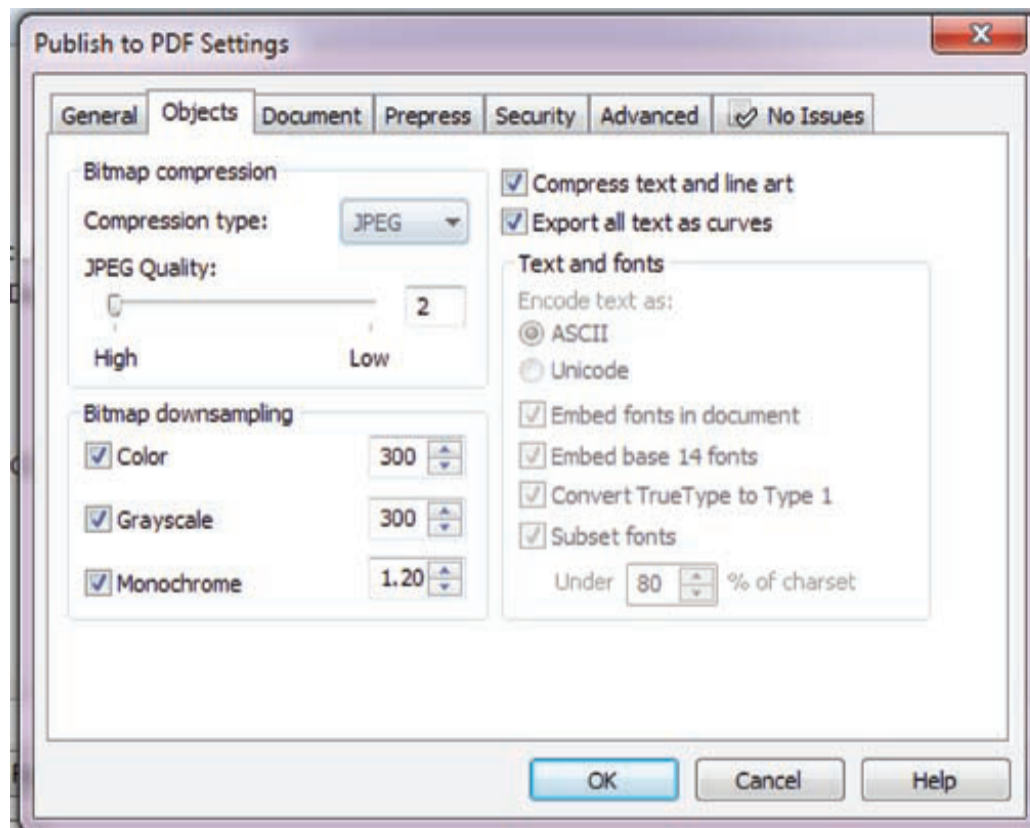 Publish to PDF Settings
General Objects Document Prepress Security Advanced No Issues
Bitmap compression
Compression type: JPEG
JPEG Quality:
2
High Low
Bitmap downsampling
Color 300
Grayscale 300
Monochrome 1.20
Compress text and line art
Export all text as curves
Text and fonts
Encode text as:
ASCII
Unicode
Embed fonts in document
Embed base 14 fonts
Convert TrueType to Type 1
Subset fonts
Under 80 % of charset
OK Cancel Help